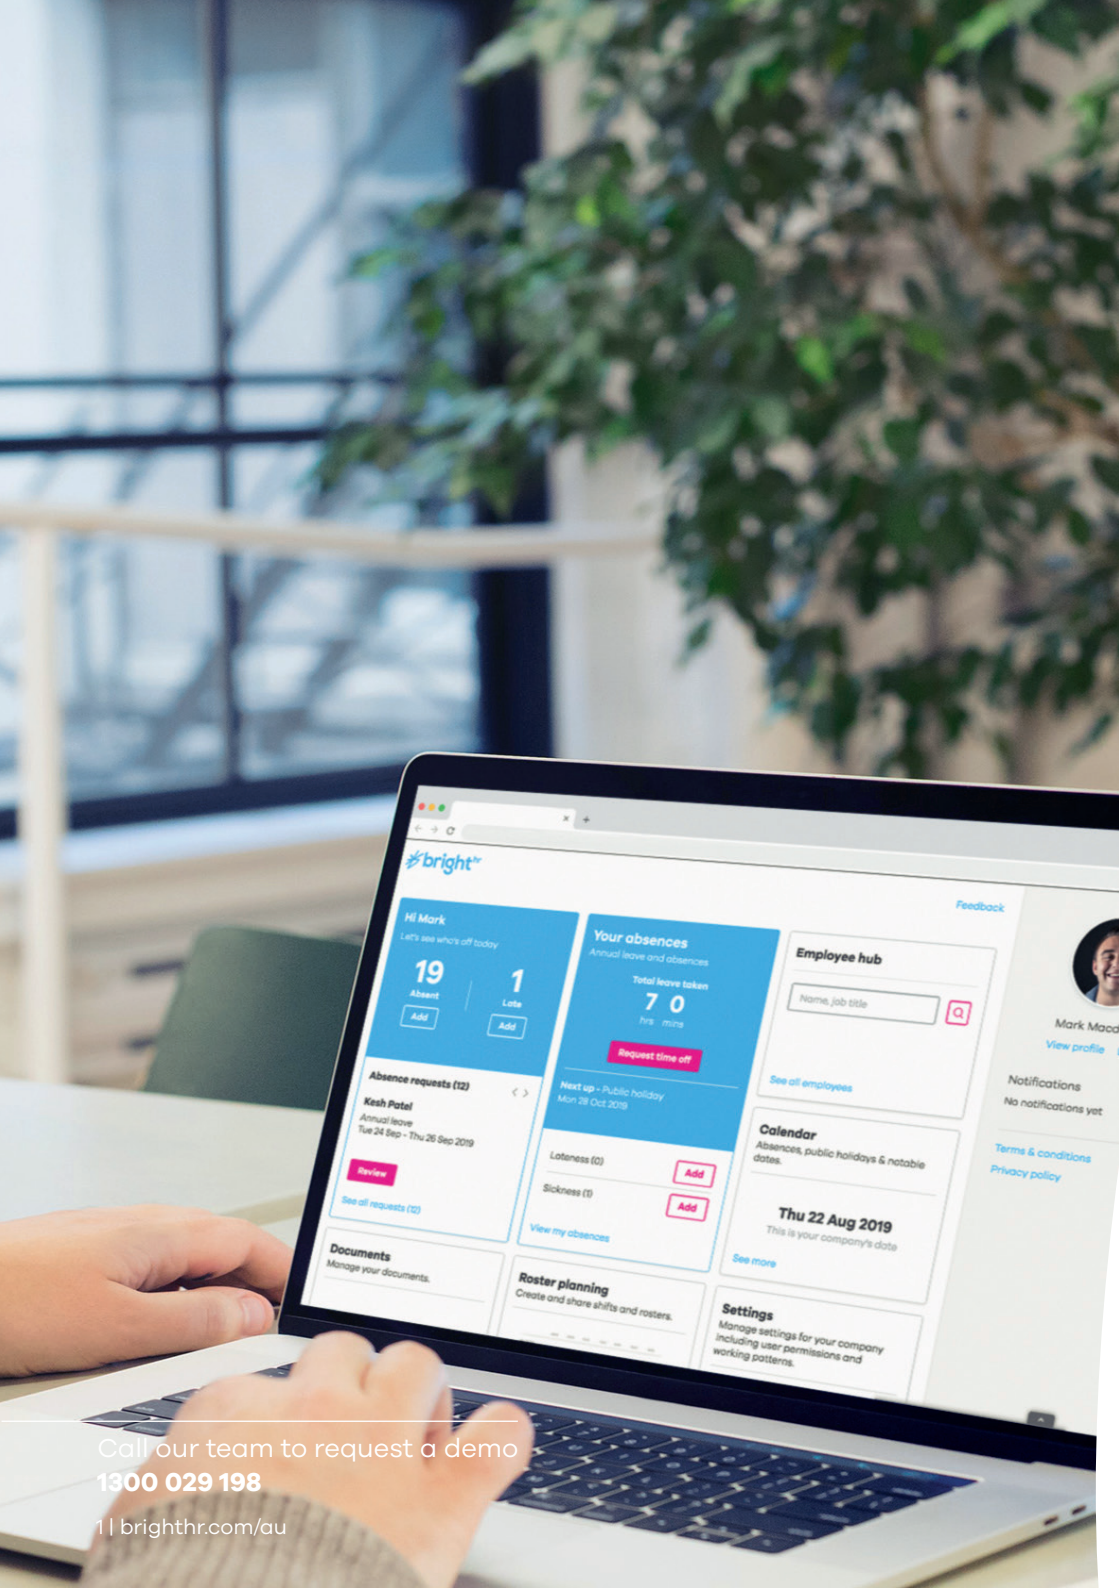 brighthr
Feedback
Hi Mark
Let's see who's off today
19
Absent
Add
1
Late
Add
Absence requests (12)
Kesh Patel
Annual leave
Tue 24 Sep - Thu 26 Sep 2019
Review
See all requests (12)
Your absences
Annual leave and absences
Total leave taken
7 0
hrs mins
Request time off
Next up - Public holiday
Mon 28 Oct 2019
Lateness (0)
Add
Sickness (1)
Add
View my absences
Employee hub
Name, job title
See all employees
Calendar
Absences, public holidays & notable
dates.
Thu 22 Aug 2019
This is your company's date
See more
Mark Macd
View profile
Notifications
No notifications yet
Terms & conditions
Privacy policy
Documents
Manage your documents.
Roster planning
Create and share shifts and rosters.
Settings
Manage settings for your company
including user permissions and
working patterns.
Call our team to request a demo
1300 029 198
1 | brighthr.com/au